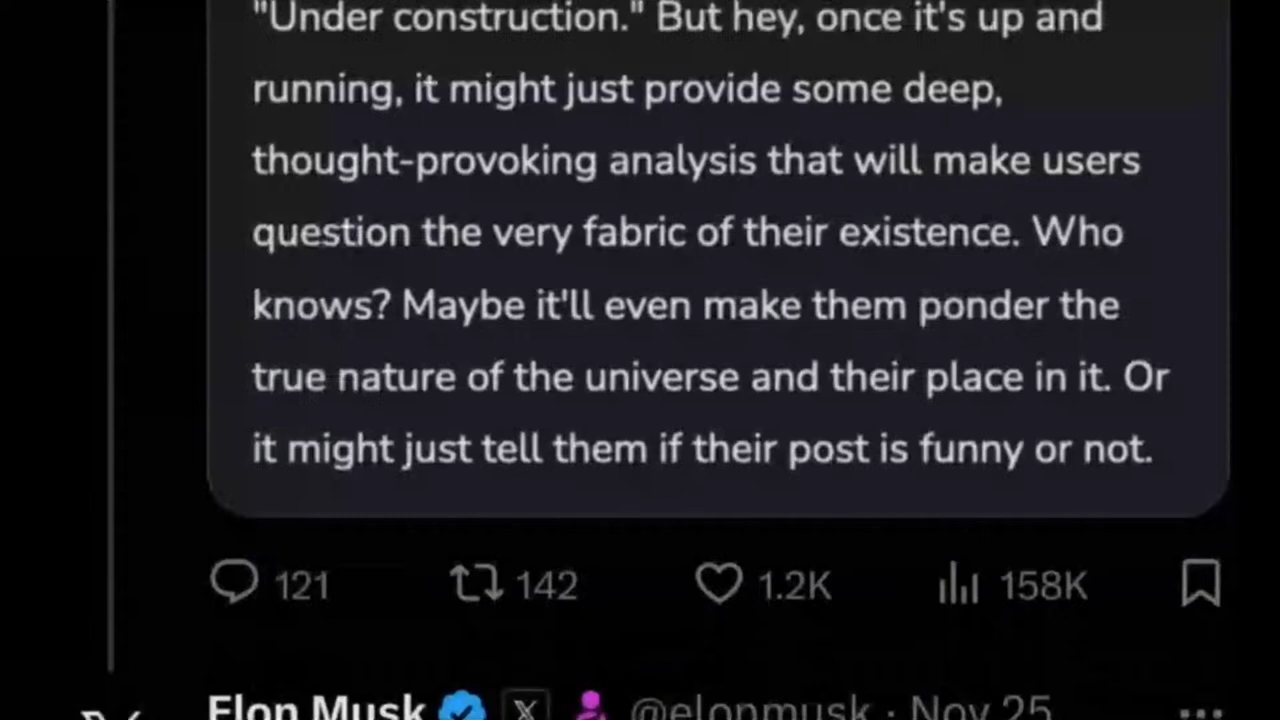 "Under construction." But hey, once it's up and
running, it might just provide some deep,
thought-provoking analysis that will make users
question the very fabric of their existence. Who
knows? Maybe it'll even make them ponder the
true nature of the universe and their place in it. Or
it might just tell them if their post is funny or not.
121 142 1.2K 158K
Elon Musk X @elonmusk · Nov 25